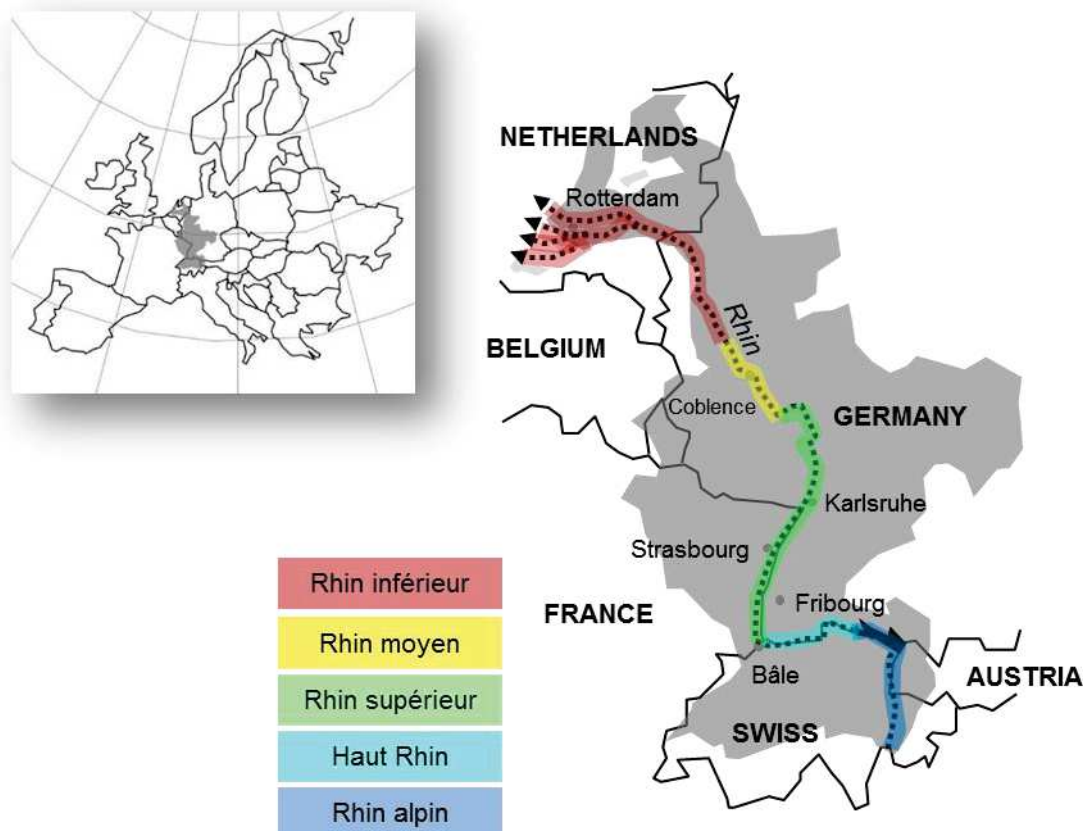 NETHERLANDS
Rotterdam
Rhin
BELGIUM
Coblence
GERMANY
Karlsruhe
Strasbourg
Fribourg
FRANCE
Bâle
AUSTRIA
SWISS
Rhin inférieur
Rhin moyen
Rhin supérieur
Haut Rhin
Rhin alpin